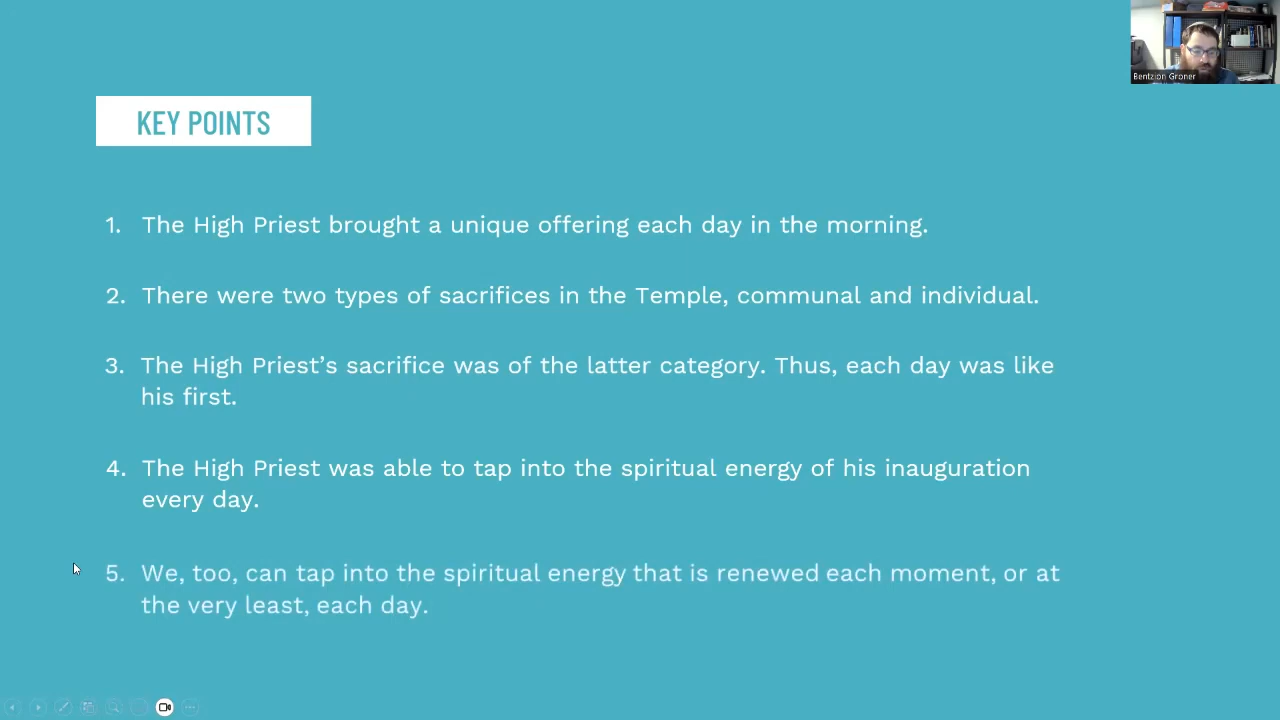 Bentzion Groner
KEY POINTS
1. The High Priest brought a unique offering each day in the morning.
2. There were two types of sacrifices in the Temple, communal and individual.
3. The High Priest’s sacrifice was of the latter category. Thus, each day was like
his first.
4. The High Priest was able to tap into the spiritual energy of his inauguration
every day.
5. We, too, can tap into the spiritual energy that is renewed each moment, or at
the very least, each day.